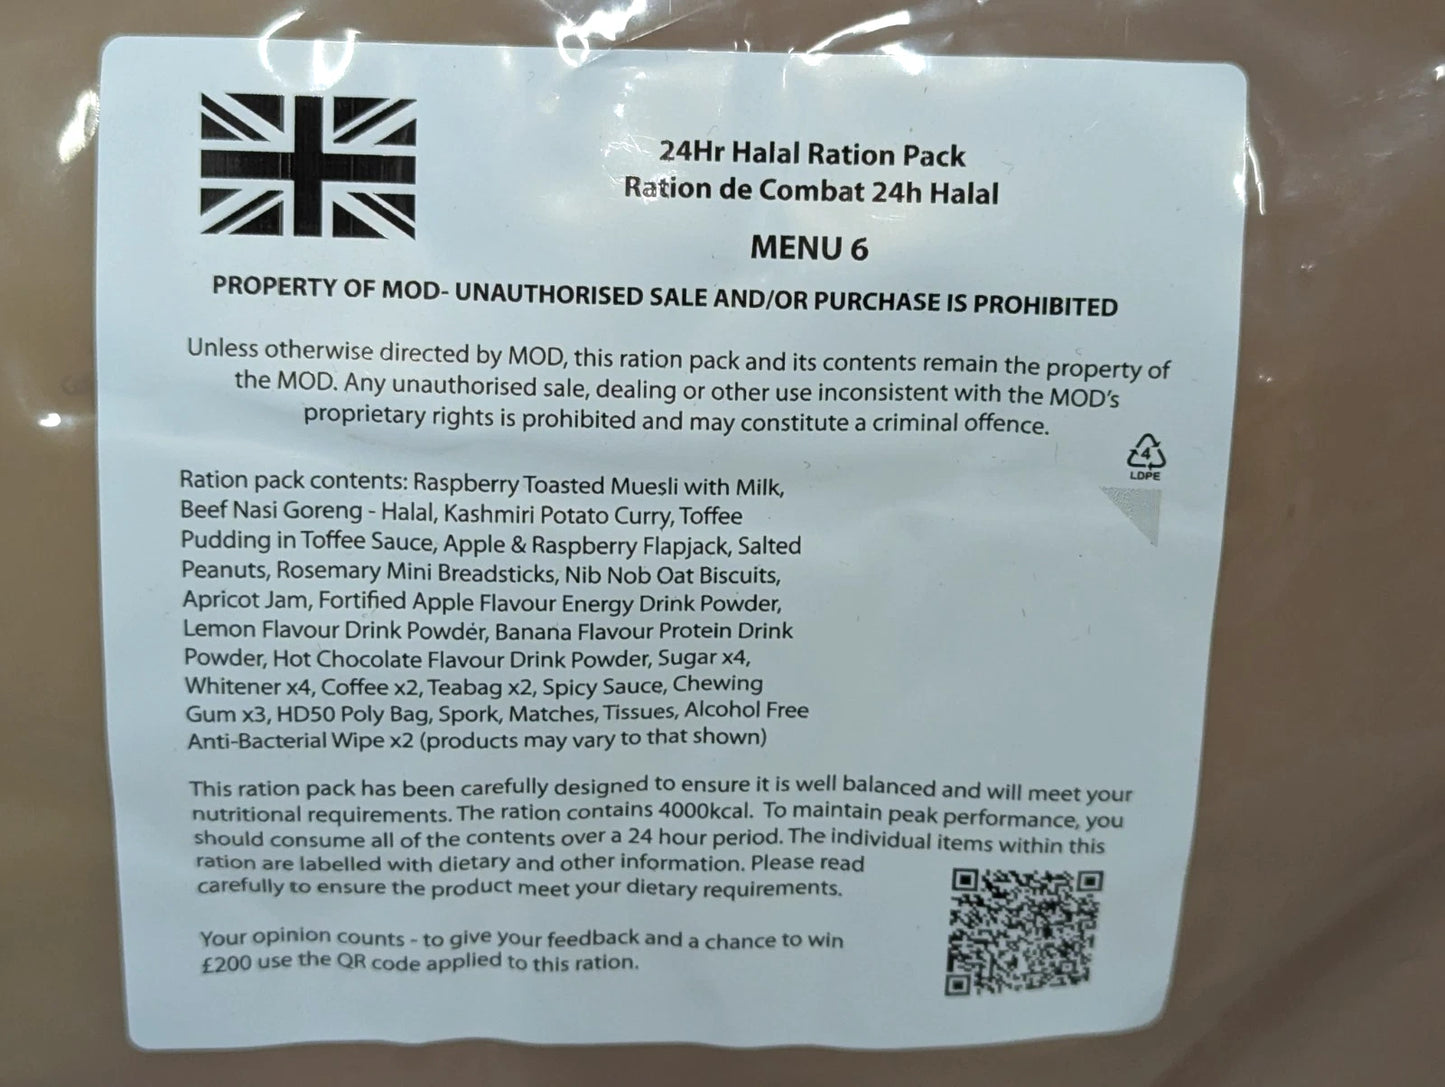 24Hr Halal Ration Pack
Ration de Combat 24h Halal
MENU 6
PROPERTY OF MOD- UNAUTHORISED SALE AND/OR PURCHASE IS PROHIBITED
Unless otherwise directed by MOD, this ration pack and its contents remain the property of
the MOD. Any unauthorised sale, dealing or other use inconsistent with the MOD's
proprietary rights is prohibited and may constitute a criminal offence.
4
LDPE
Ration pack contents: Raspberry Toasted Muesli with Milk,
Beef Nasi Goreng - Halal, Kashmiri Potato Curry, Toffee
Pudding in Toffee Sauce, Apple & Raspberry Flapjack, Salted
Peanuts, Rosemary Mini Breadsticks, Nib Nob Oat Biscuits,
Apricot Jam, Fortified Apple Flavour Energy Drink Powder,
Lemon Flavour Drink Powder, Banana Flavour Protein Drink
Powder, Hot Chocolate Flavour Drink Powder, Sugar x4,
Whitener x4, Coffee x2, Teabag x2, Spicy Sauce, Chewing
Gum x3, HD50 Poly Bag, Spork, Matches, Tissues, Alcohol Free
Anti-Bacterial Wipe x2 (products may vary to that shown)
This ration pack has been carefully designed to ensure it is well balanced and will meet your
nutritional requirements. The ration contains 4000kcal. To maintain peak performance, you
should consume all of the contents over a 24 hour period. The individual items within this
ration are labelled with dietary and other information. Please read
carefully to ensure the product meet your dietary requirements.
Your opinion counts - to give your feedback and a chance to win
£200 use the QR code applied to this ration.